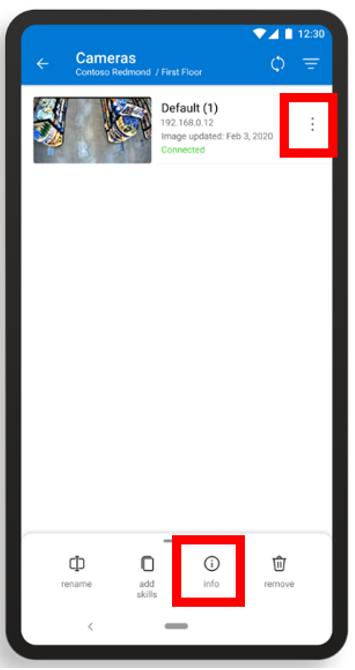 12:30
Cameras
Contoso Redmond / First Floor
Default (1)
192.168.0.12
Image updated: Feb 3, 2020
Connected
rename
add
skills
info
remove